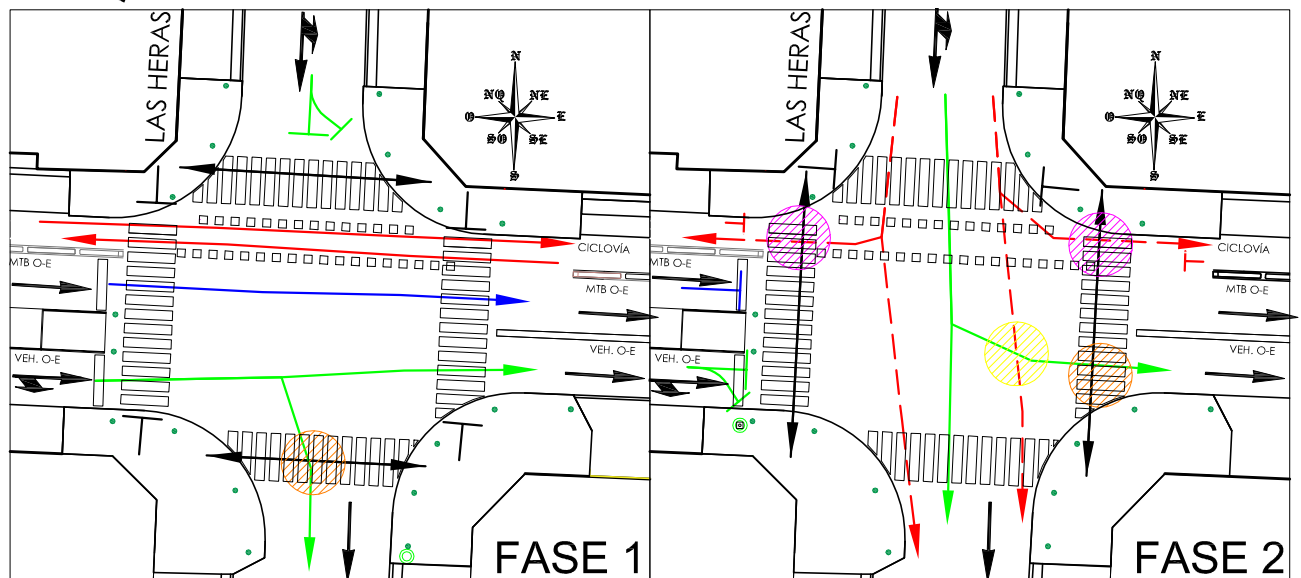 LAS HERAS
N
NO NE
O E
SO SE
S
CICLOVÍA
MTB O-E
MTB O-E
VEH. O-E
VEH. O-E
FASE 1
LAS HERAS
N
NO NE
O E
SO SE
S
CICLOVÍA
MTB O-E
MTB O-E
VEH. O-E
VEH. O-E
FASE 2